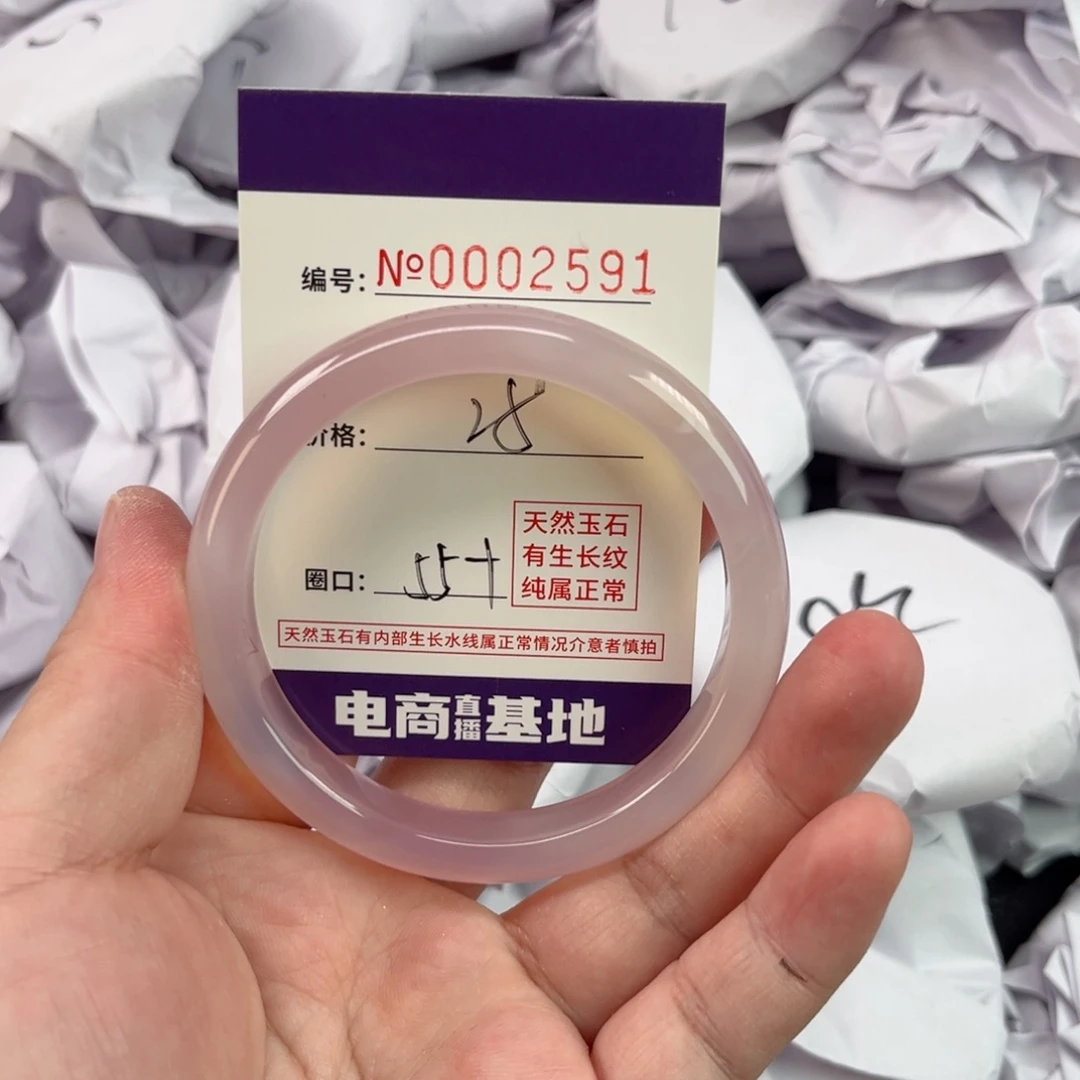 编号: №0002591
价格: 28
圈口: 55+
天然玉石
有生长纹
纯属正常
天然玉石有内部生长水线属正常情况介意者慎拍
电商直播基地